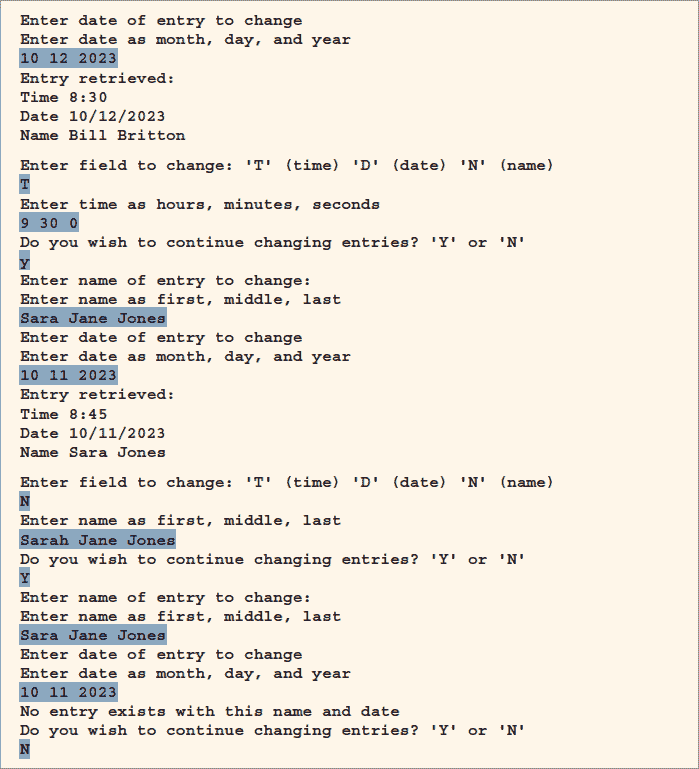 Enter date of entry to change
Enter date as month, day, and year
10 12 2023
Entry retrieved:
Time 8:30
Date 10/12/2023
Name Bill Britton
Enter field to change: 'T' (time) 'D' (date) 'N' (name)
T
Enter time as hours, minutes, seconds
9 30 0
Do you wish to continue changing entries? 'Y' or 'N'
y
Enter name of entry to change:
Enter name as first, middle, last
Sara Jane Jones
Enter date of entry to change
Enter date as month, day, and year
10 11 2023
Entry retrieved:
Time 8:45
Date 10/11/2023
Name Sara Jones
Enter field to change: 'T' (time) 'D' (date) 'N' (name)
N
Enter name as first, middle, last
Sarah Jane Jones
Do you wish to continue changing entries? 'Y' or 'N'
Y
Enter name of entry to change:
Enter name as first, middle, last
Sara Jane Jones
Enter date of entry to change
Enter date as month, day, and year
10 11 2023
No entry exists with this name and date
Do you wish to continue changing entries? 'Y' or 'N'
N